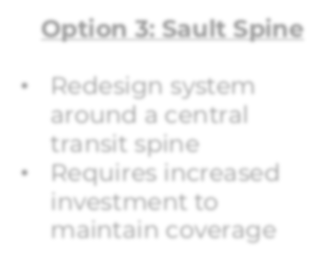 Option 3: Sault Spine
• Redesign system
around a central
transit spine
• Requires increased
investment to
maintain coverage